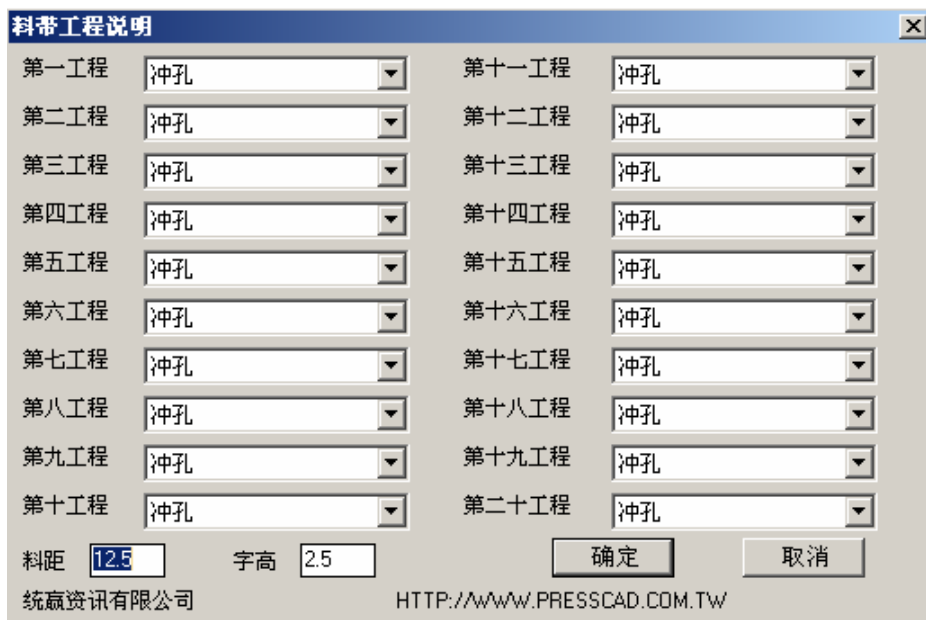 料带工程说明
第一工程 冲孔 第十一工程 冲孔
第二工程 冲孔 第十二工程 冲孔
第三工程 冲孔 第十三工程 冲孔
第四工程 冲孔 第十四工程 冲孔
第五工程 冲孔 第十五工程 冲孔
第六工程 冲孔 第十六工程 冲孔
第七工程 冲孔 第十七工程 冲孔
第八工程 冲孔 第十八工程 冲孔
第九工程 冲孔 第十九工程 冲孔
第十工程 冲孔 第二十工程 冲孔
料距 12.5 字高 2.5 确定 取消
统赢资讯有限公司 HTTP://WWW.PRESSCAD.COM.TW